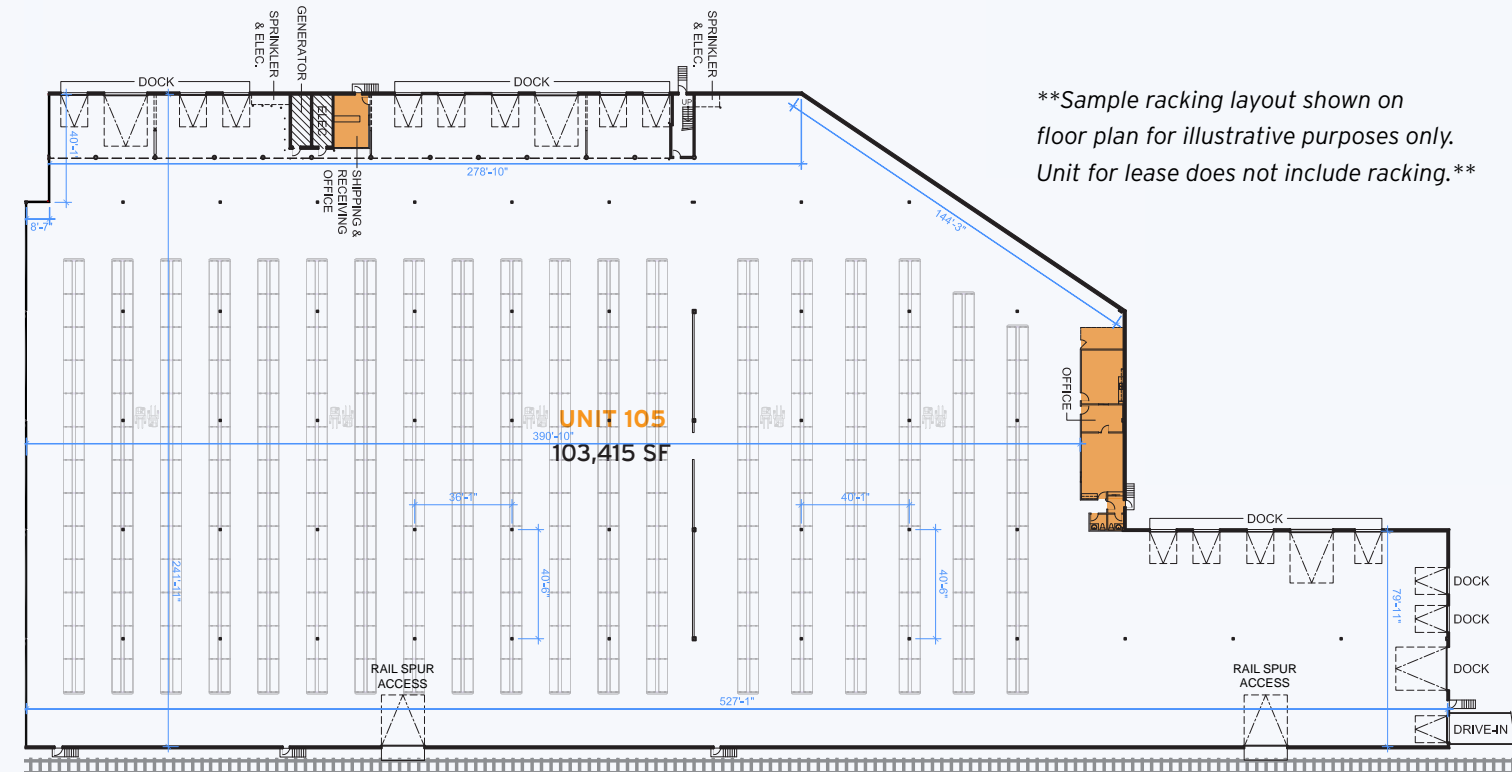 SPRINKLER
& ELEC.
GENERATOR
SPRINKLER
& ELEC.
DOCK
DOCK
**Sample racking layout shown on
floor plan for illustrative purposes only.
Unit for lease does not include racking.**
ELEC.
40'-1"
278'-10"
SHIPPING &
RECEIVING
OFFICE
8'-7"
144'-3"
OFFICE
UNIT 105
390'-10"
103,415 SF
36'-1"
40'-1"
DOCK
241'-11"
40'-6"
40'-6"
79'-11"
DOCK
DOCK
DOCK
RAIL SPUR
ACCESS
RAIL SPUR
ACCESS
527'-1"
DRIVE-IN